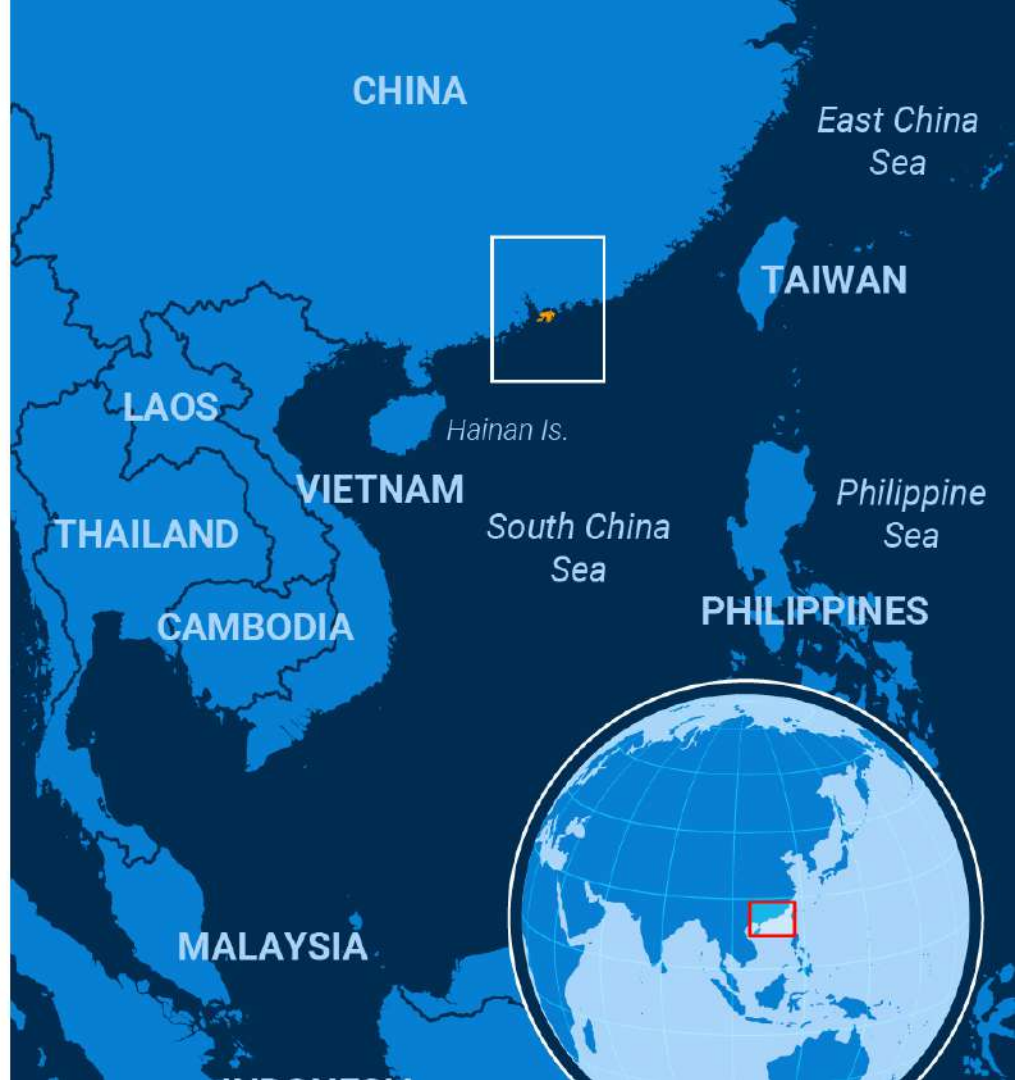 CHINA
East China
Sea
TAIWAN
LAOS
Hainan Is.
VIETNAM
Philippine
Sea
South China
Sea
THAILAND
PHILIPPINES
CAMBODIA
MALAYSIA